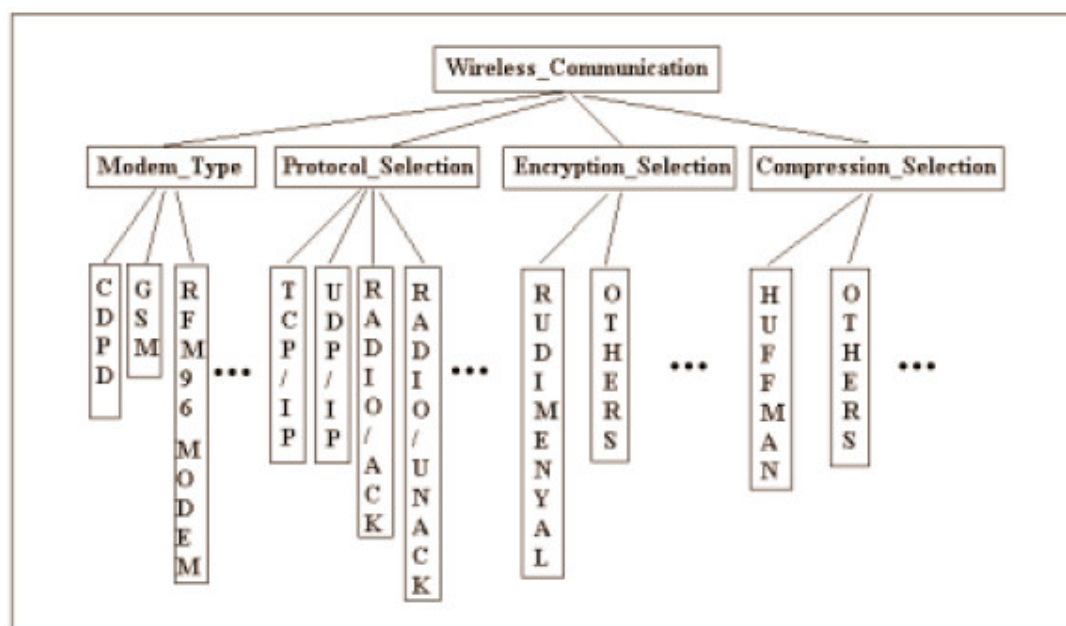 Wireless_Communication
Modem_Type
Protocol_Selection
Encryption_Selection
Compression_Selection
CDPD
GSM
RFM96 MODEM
...
TCP/IP
UDP/IP
RADIO/ACK
RADIO/UNACK
...
RUDIMENYAL
OTHERS
...
HUFFMAN
OTHERS
...